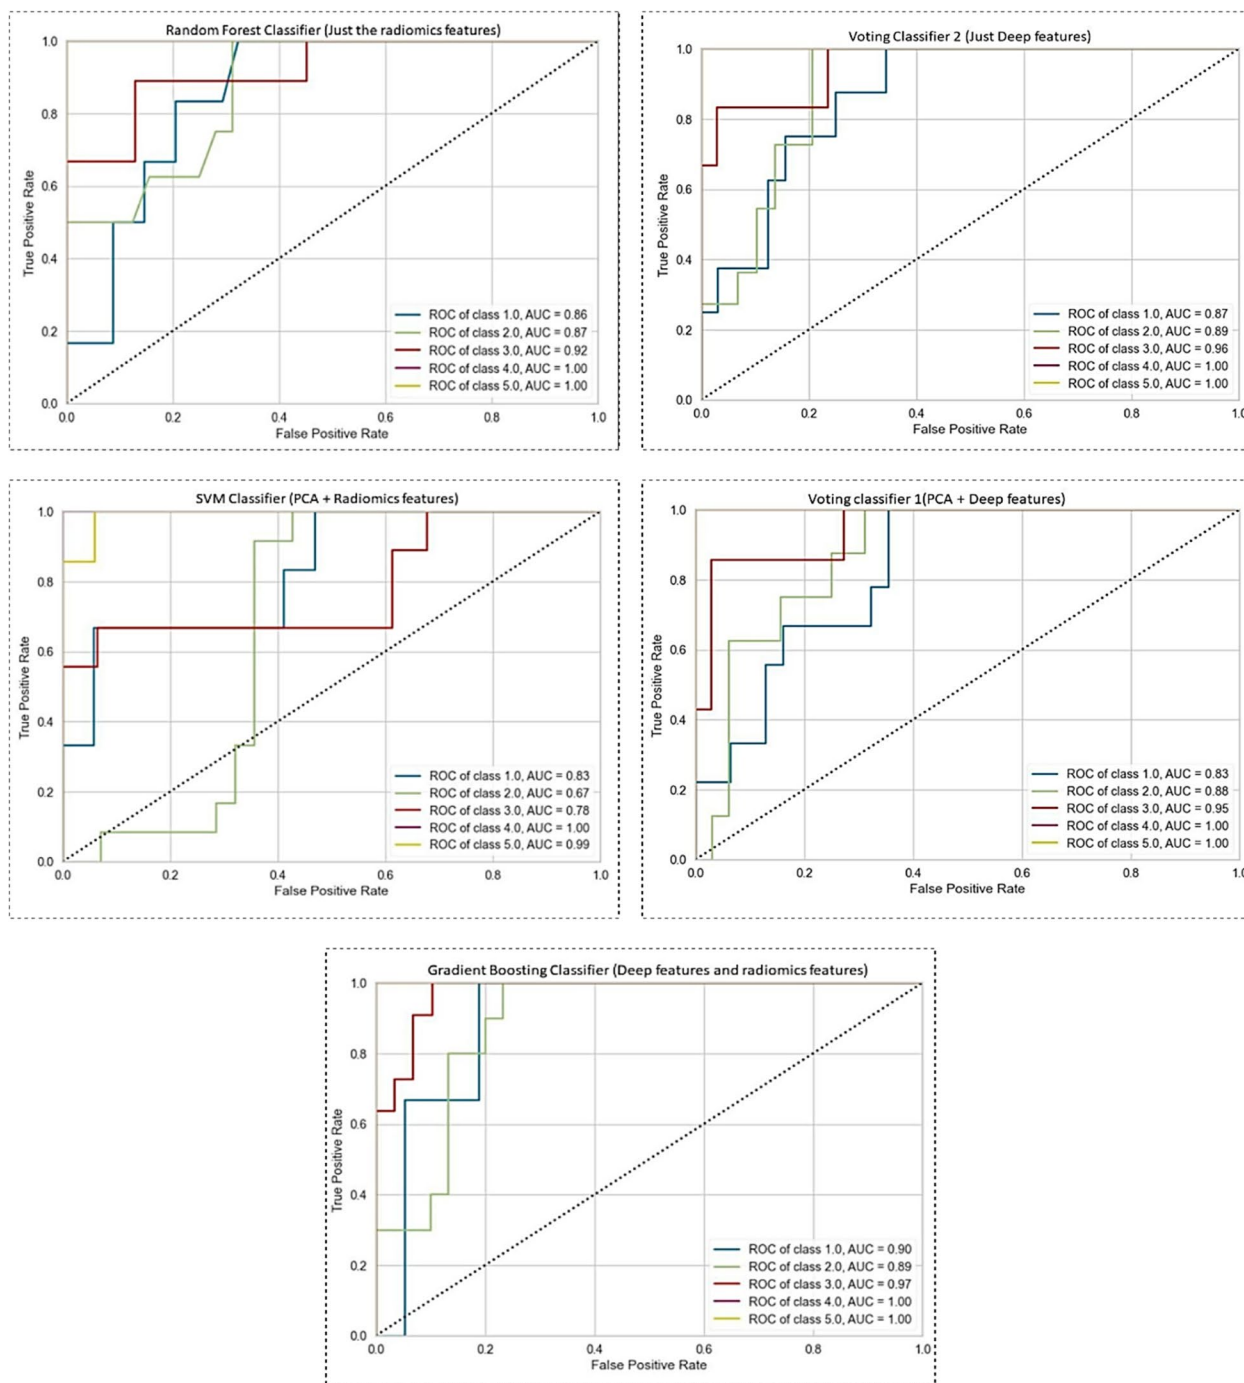 Random Forest Classifier (Just the radiomics features)
1.0
0.8
0.6
0.4
0.2
0.0
True Positive Rate
ROC of class 1.0, AUC = 0.86
ROC of class 2.0, AUC = 0.87
ROC of class 3.0, AUC = 0.92
ROC of class 4.0, AUC = 1.00
ROC of class 5.0, AUC = 1.00
0.0 0.2 0.4 0.6 0.8 1.0
False Positive Rate
Voting Classifier 2 (Just Deep features)
1.0
0.8
0.6
0.4
0.2
0.0
True Positive Rate
ROC of class 1.0, AUC = 0.87
ROC of class 2.0, AUC = 0.89
ROC of class 3.0, AUC = 0.96
ROC of class 4.0, AUC = 1.00
ROC of class 5.0, AUC = 1.00
0.0 0.2 0.4 0.6 0.8 1.0
False Positive Rate
SVM Classifier (PCA + Radiomics features)
1.0
0.8
0.6
0.4
0.2
0.0
True Positive Rate
ROC of class 1.0, AUC = 0.83
ROC of class 2.0, AUC = 0.67
ROC of class 3.0, AUC = 0.78
ROC of class 4.0, AUC = 1.00
ROC of class 5.0, AUC = 0.99
0.0 0.2 0.4 0.6 0.8 1.0
False Positive Rate
Voting classifier 1(PCA + Deep features)
1.0
0.8
0.6
0.4
0.2
0.0
True Positive Rate
ROC of class 1.0, AUC = 0.83
ROC of class 2.0, AUC = 0.88
ROC of class 3.0, AUC = 0.95
ROC of class 4.0, AUC = 1.00
ROC of class 5.0, AUC = 1.00
0.0 0.2 0.4 0.6 0.8 1.0
False Positive Rate
Gradient Boosting Classifier (Deep features and radiomics features)
1.0
0.8
0.6
0.4
0.2
0.0
True Positive Rate
ROC of class 1.0, AUC = 0.90
ROC of class 2.0, AUC = 0.89
ROC of class 3.0, AUC = 0.97
ROC of class 4.0, AUC = 1.00
ROC of class 5.0, AUC = 1.00
0.0 0.2 0.4 0.6 0.8 1.0
False Positive Rate